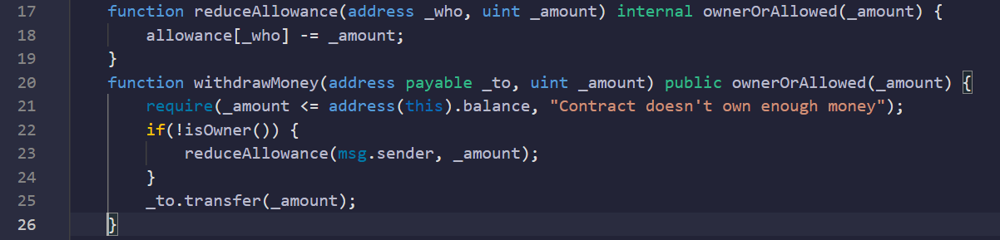 17 function reduceAllowance(address _who, uint _amount) internal ownerOrAllowed(_amount) {
18 allowance[_who] -= _amount;
19 }
20 function withdrawMoney(address payable _to, uint _amount) public ownerOrAllowed(_amount) {
21 require(_amount <= address(this).balance, "Contract doesn't own enough money");
22 if(!isOwner()) {
23 reduceAllowance(msg.sender, _amount);
24 }
25 _to.transfer(_amount);
26 }